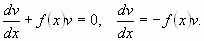 dv/dx + f(x)v = 0, dv/dx = −f(x)v.